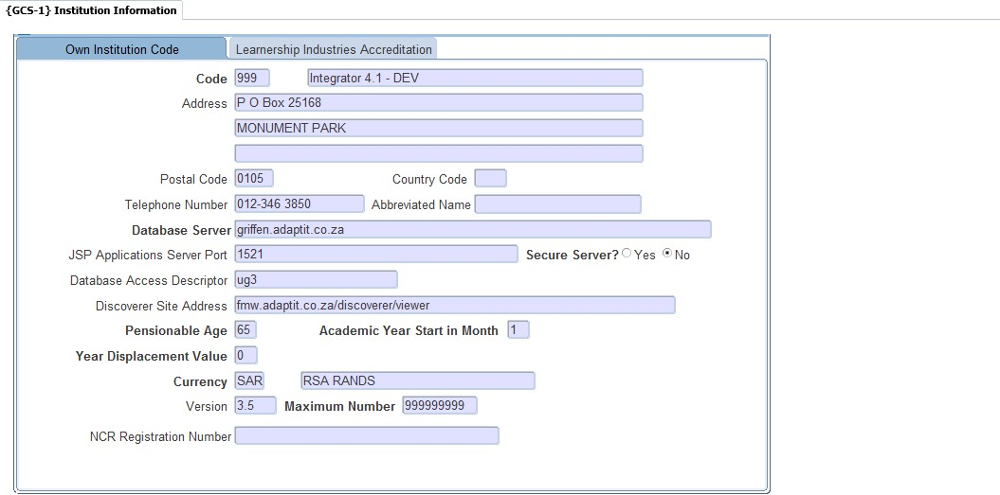 {GCS-1} Institution Information
Own Institution Code Learnership Industries Accreditation
Code 999 Integrator 4.1 - DEV
Address P O Box 25168
MONUMENT PARK
Postal Code 0105 Country Code
Telephone Number 012-346 3850 Abbreviated Name
Database Server griffen.adaptit.co.za
JSP Applications Server Port 1521 Secure Server? Yes No
Database Access Descriptor ug3
Discoverer Site Address fmw.adaptit.co.za/discoverer/viewer
Pensionable Age 65 Academic Year Start in Month 1
Year Displacement Value 0
Currency SAR RSA RANDS
Version 3.5 Maximum Number 999999999
NCR Registration Number